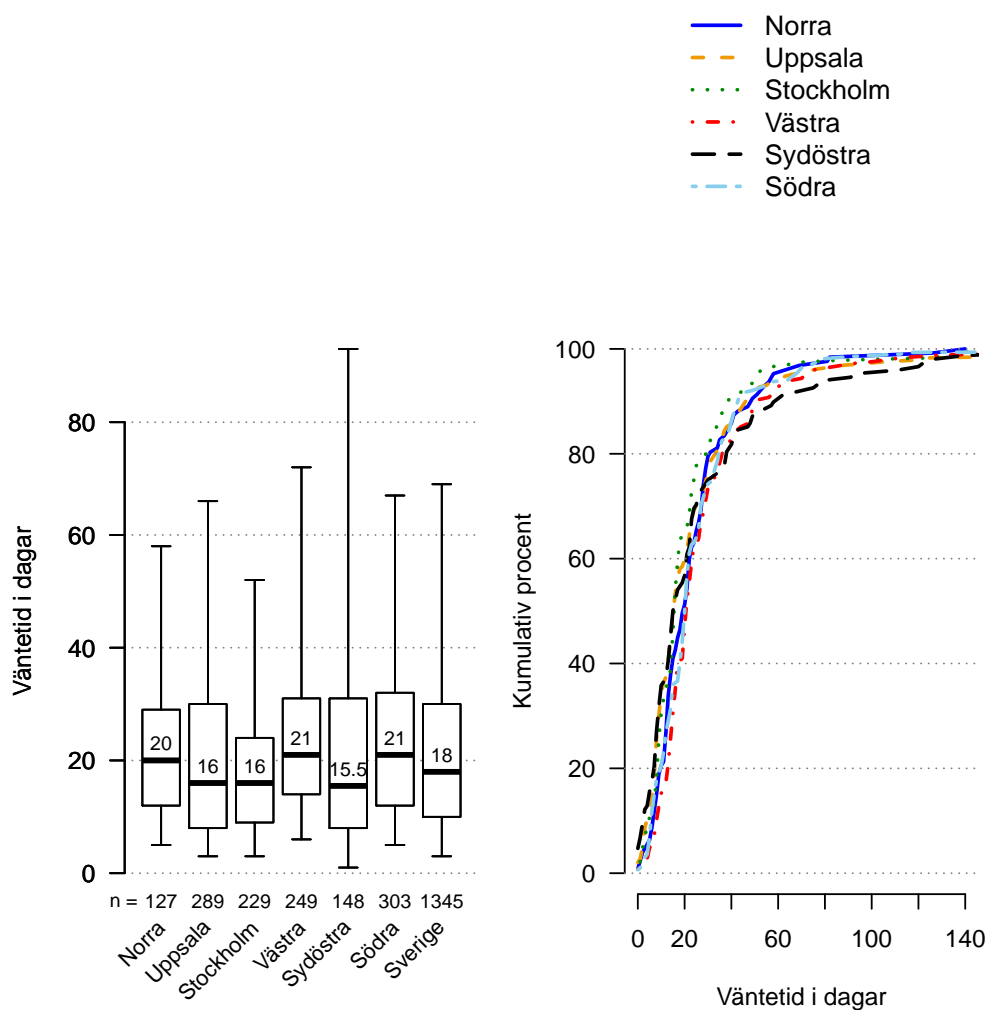 Norra
Uppsala
Stockholm
Västra
Sydöstra
Södra
Väntetid i dagar
80
60
40
20
0
20
16
16
21
15.5
21
18
n = 127 289 229 249 148 303 1345
Norra Uppsala Stockholm Västra Sydöstra Södra Sverige
Kumulativ procent
100
80
60
40
20
0
0 20 60 100 140
Väntetid i dagar